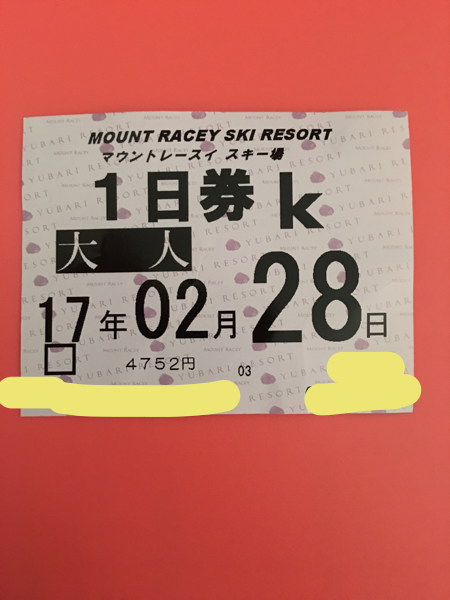 MOUNT RACEY SKI RESORT
マウントレースイ スキー場
1日券 k
大人
17年02月28日
4752円 03